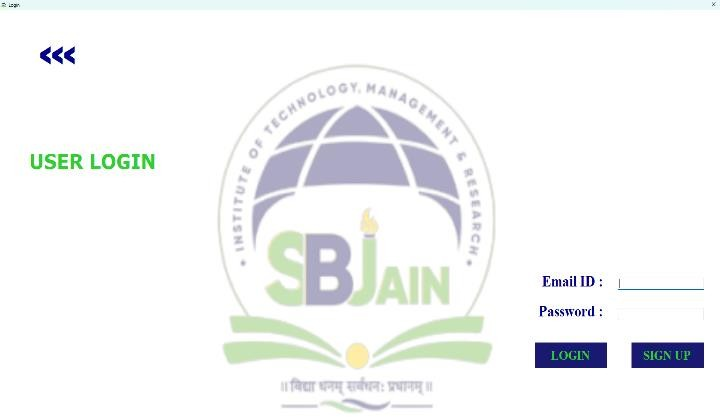 Login
<<<
INSTITUTE OF TECHNOLOGY, MANAGEMENT & RESEARCH
USER LOGIN
SBJAIN
Email ID :
Password :
LOGIN SIGN UP
॥ विद्या धनम् सर्वधन: प्रधानम् ॥